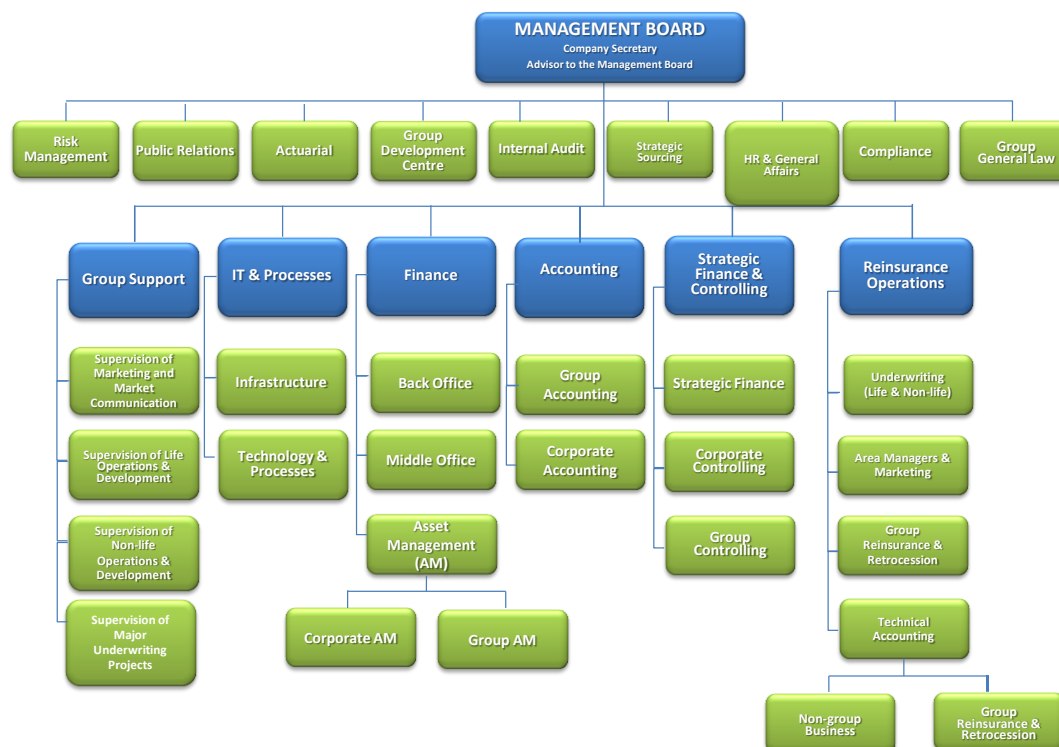 MANAGEMENT BOARD
Company Secretary
Advisor to the Management Board
Risk
Management
Public Relations
Actuarial
Group
Development
Centre
Internal Audit
Strategic
Sourcing
HR & General
Affairs
Compliance
Group
General Law
Group Support
IT & Processes
Finance
Accounting
Strategic
Finance &
Controlling
Reinsurance
Operations
Supervision of
Marketing and
Market
Communication
Infrastructure
Back Office
Group
Accounting
Strategic Finance
Underwriting
(Life & Non-life)
Supervision of Life
Operations &
Development
Technology &
Processes
Middle Office
Corporate
Accounting
Corporate
Controlling
Area Managers &
Marketing
Supervision of
Non-life
Operations &
Development
Asset
Management
(AM)
Group
Controlling
Group
Reinsurance &
Retrocession
Supervision of
Major
Underwriting
Projects
Corporate AM
Group AM
Technical
Accounting
Non-group
Business
Group
Reinsurance &
Retrocession